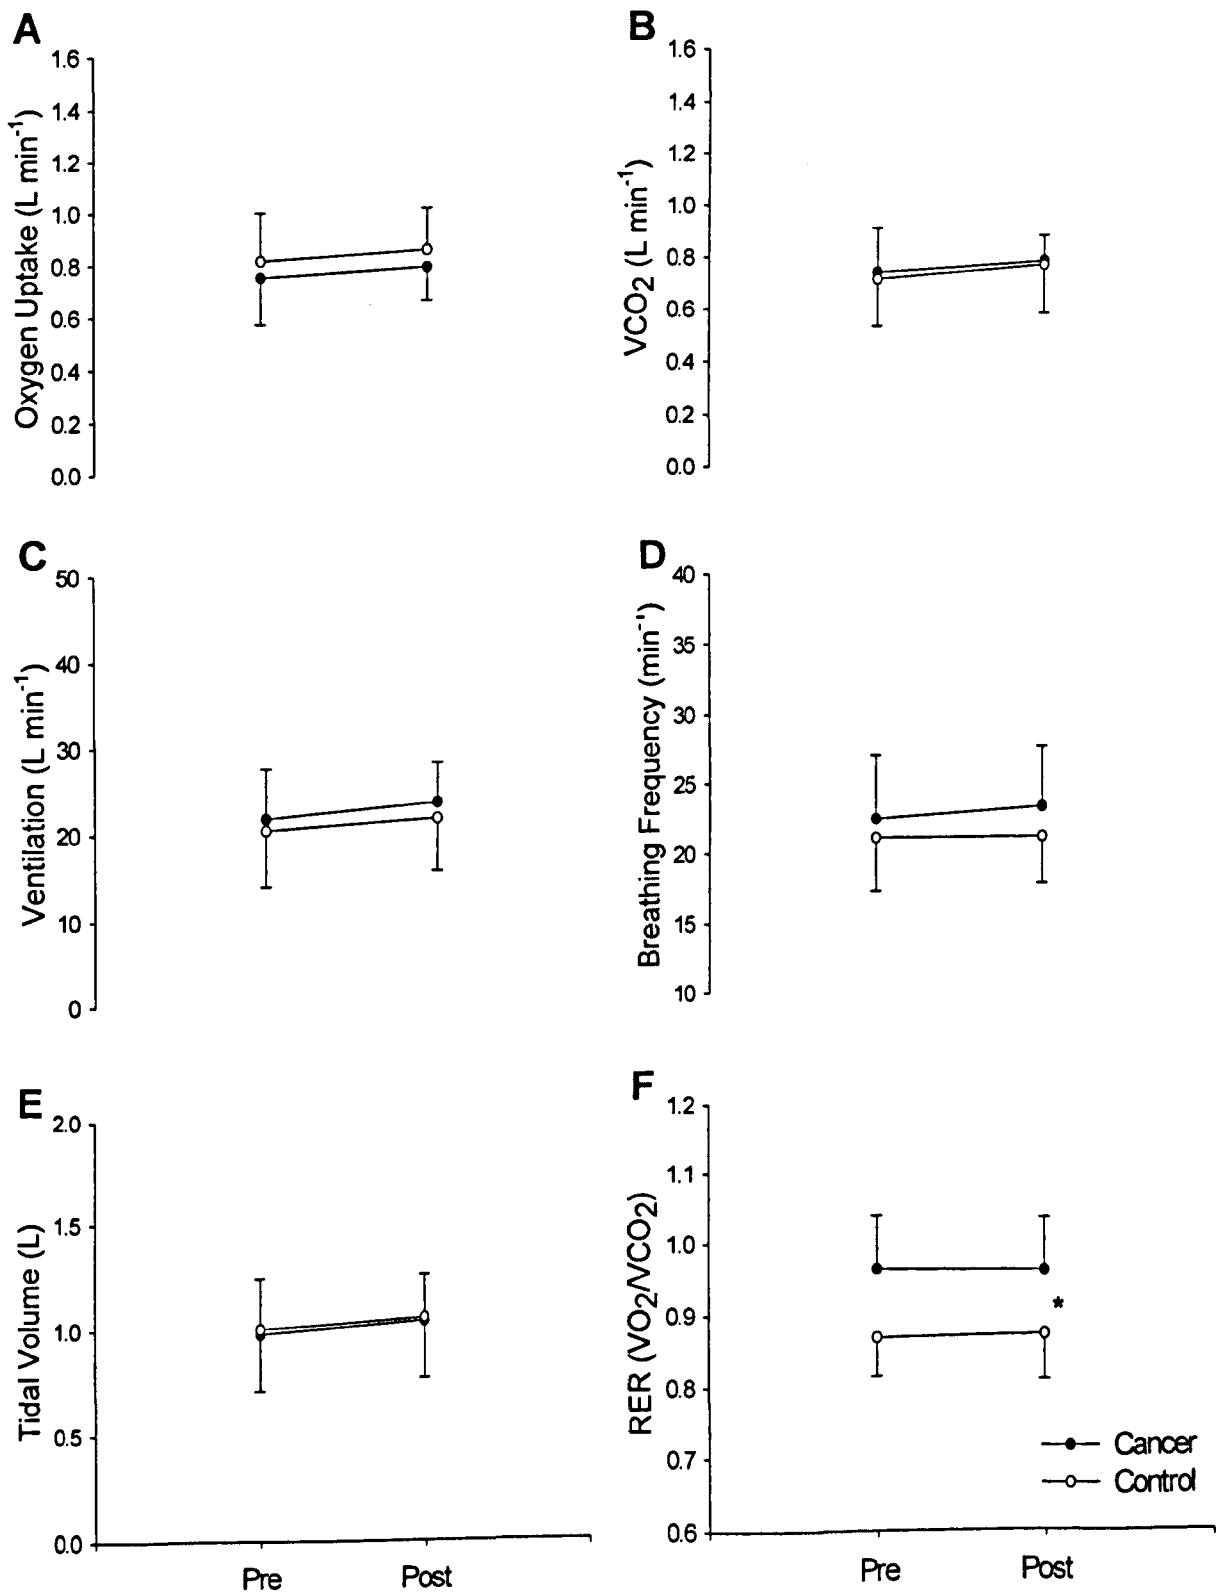 A
Oxygen Uptake (L min⁻¹)
1.6
1.4
1.2
1.0
0.8
0.6
0.4
0.2
0.0
B
VCO₂ (L min⁻¹)
1.6
1.4
1.2
1.0
0.8
0.6
0.4
0.2
0.0
C
Ventilation (L min⁻¹)
50
40
30
20
10
0
D
Breathing Frequency (min⁻¹)
40
35
30
25
20
15
10
E
Tidal Volume (L)
2.0
1.5
1.0
0.5
0.0
Pre Post
F
RER (VO₂/VCO₂)
1.2
1.1
1.0
0.9
0.8
0.7
0.6
*
Cancer
Control
Pre Post